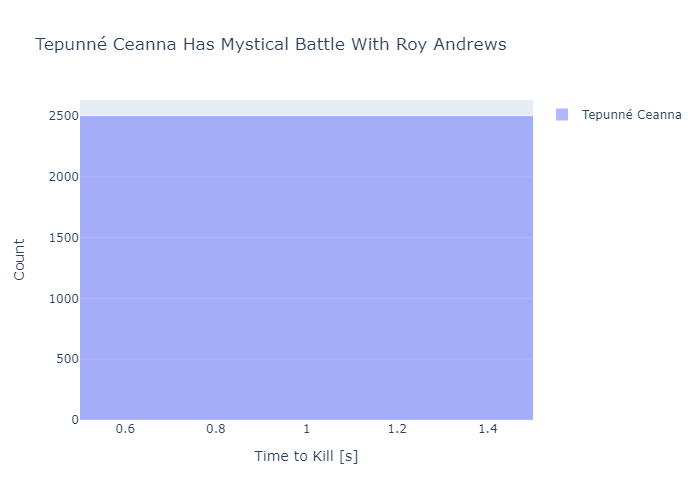 Tepunné Ceanna Has Mystical Battle With Roy Andrews
Tepunné Ceanna
2500
2000
1500
1000
500
0
Count
0.6
0.8
1
1.2
1.4
Time to Kill [s]